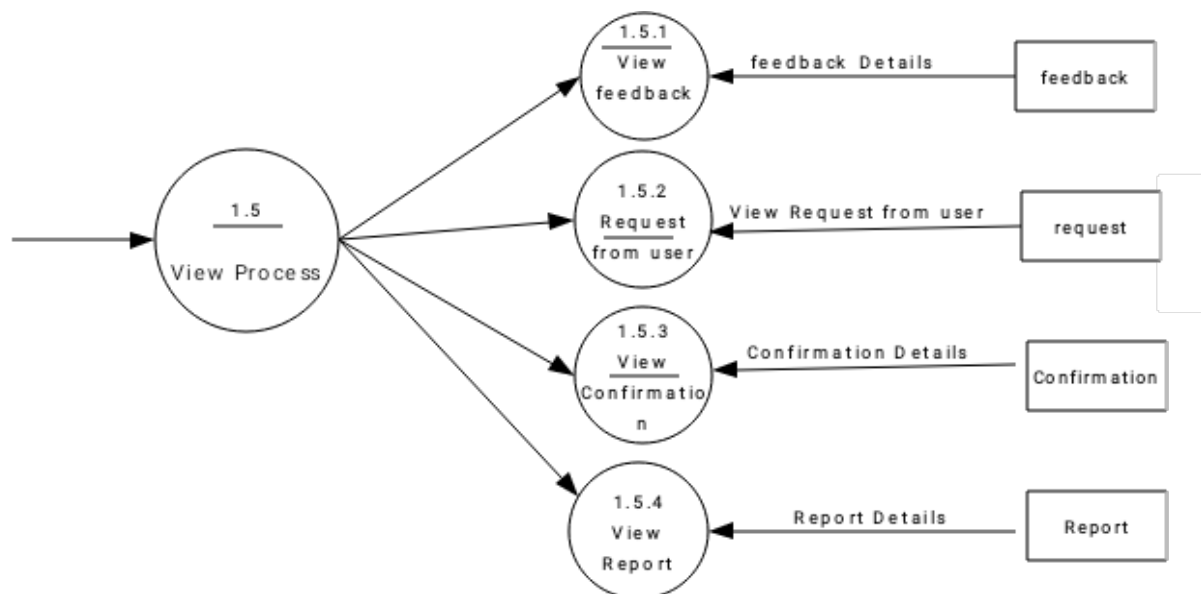 1.5
View Process
1.5.1
View
feedback
feedback Details
feedback
1.5.2
Request
from user
View Request from user
request
1.5.3
View
Confirmatio
n
Confirmation Details
Confirmation
1.5.4
View
Report
Report Details
Report